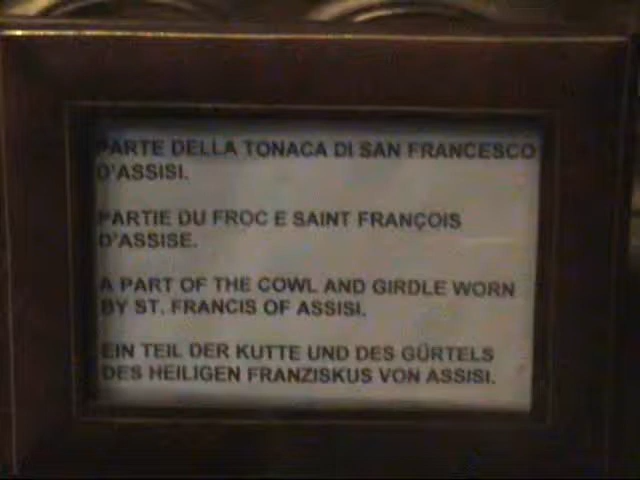 PARTE DELLA TONACA DI SAN FRANCESCO
D'ASSISI.
PARTIE DU FROC E SAINT FRANÇOIS
D'ASSISE.
A PART OF THE COWL AND GIRDLE WORN
BY ST. FRANCIS OF ASSISI.
EIN TEIL DER KUTTE UND DES GÜRTELS
DES HEILIGEN FRANZISKUS VON ASSISI.